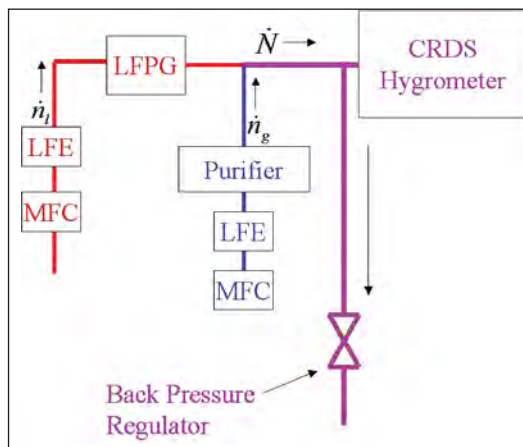 Ṅ
CRDS
Hygrometer
LFPG
ṅl
ṅg
LFE
Purifier
MFC
LFE
MFC
Back Pressure
Regulator